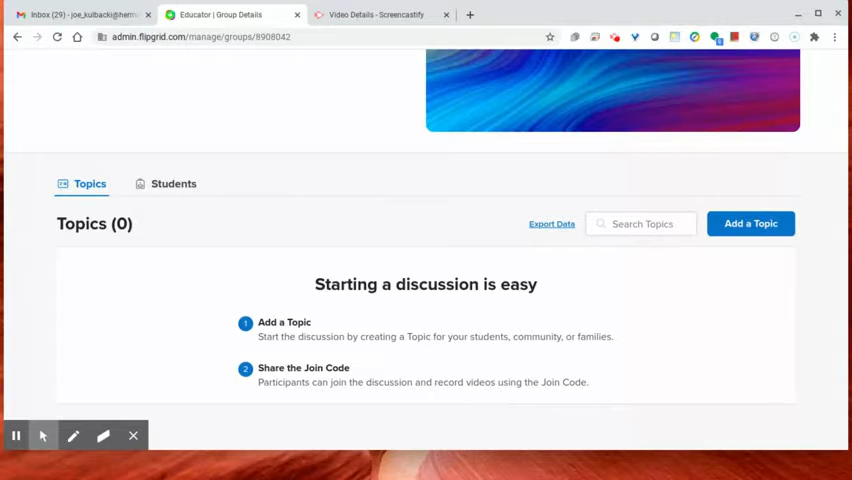 Inbox (29) - joe_kulbacki@herm
Educator | Group Details
Video Details - Screencastify
admin.flipgrid.com/manage/groups/8908042
Topics
Students
Topics (0)
Export Data
Search Topics
Add a Topic
Starting a discussion is easy
1 Add a Topic
Start the discussion by creating a Topic for your students, community, or families.
2 Share the Join Code
Participants can join the discussion and record videos using the Join Code.